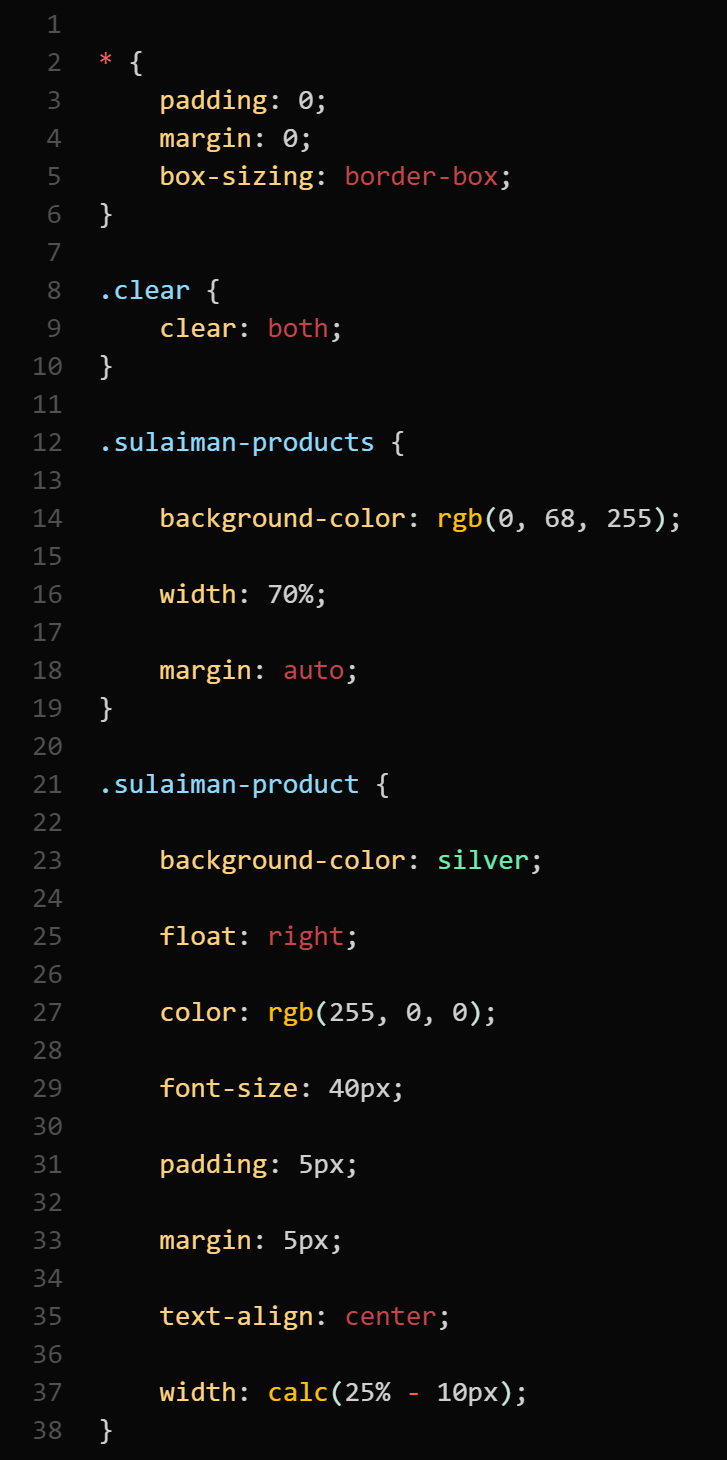 1
2 * {
3     padding: 0;
4     margin: 0;
5     box-sizing: border-box;
6 }
7
8 .clear {
9     clear: both;
10 }
11
12 .sulaiman-products {
13
14     background-color: rgb(0, 68, 255);
15
16     width: 70%;
17
18     margin: auto;
19 }
20
21 .sulaiman-product {
22
23     background-color: silver;
24
25     float: right;
26
27     color: rgb(255, 0, 0);
28
29     font-size: 40px;
30
31     padding: 5px;
32
33     margin: 5px;
34
35     text-align: center;
36
37     width: calc(25% - 10px);
38 }